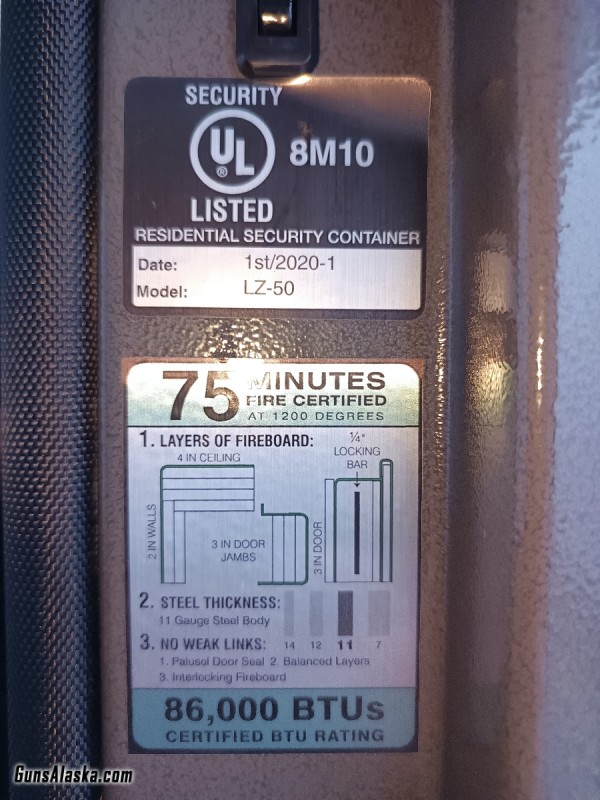 SECURITY
UL
®
8M10
LISTED
RESIDENTIAL SECURITY CONTAINER
Date: 1st/2020-1
Model: LZ-50
75 MINUTES
FIRE CERTIFIED
AT 1200 DEGREES
1. LAYERS OF FIREBOARD:
4 IN CEILING
1/4"
LOCKING
BAR
2 IN WALLS
3 IN DOOR
JAMBS
3 IN DOOR
2. STEEL THICKNESS:
11 Gauge Steel Body
14 12 11 7
3. NO WEAK LINKS:
1. Palusol Door Seal 2. Balanced Layers
3. Interlocking Fireboard
86,000 BTUs
CERTIFIED BTU RATING
GunsAlaska.com